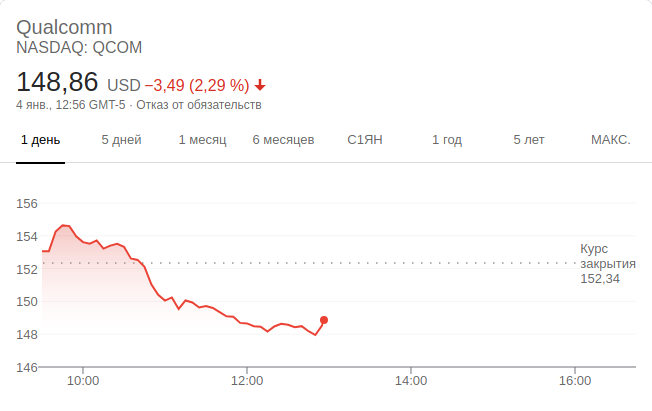 Qualcomm
NASDAQ: QCOM
148,86 USD −3,49 (2,29 %)
4 янв., 12:56 GMT-5 · Отказ от обязательств
1 день 5 дней 1 месяц 6 месяцев С1ЯН 1 год 5 лет МАКС.
156
154
Курс
закрытия
152,34
152
150
148
146
10:00 12:00 14:00 16:00